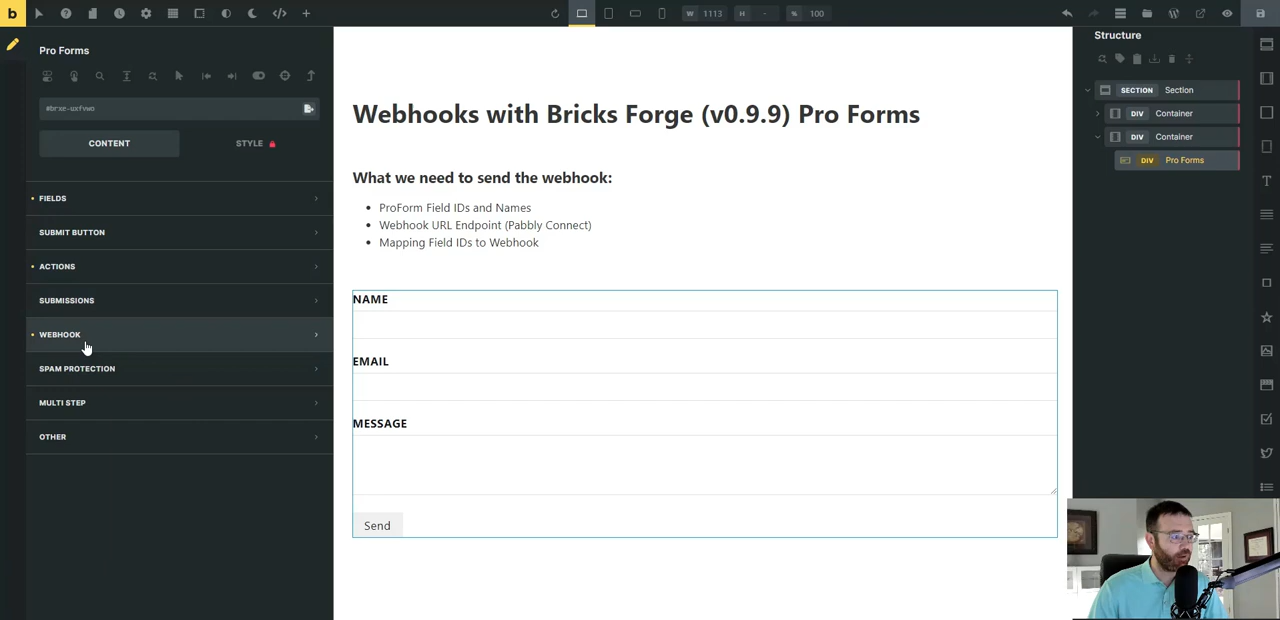 b
W 1113
H -
% 100
Pro Forms
#brxe-uxfvwo
CONTENT
STYLE
FIELDS
SUBMIT BUTTON
ACTIONS
SUBMISSIONS
WEBHOOK
SPAM PROTECTION
MULTI STEP
OTHER
Webhooks with Bricks Forge (v0.9.9) Pro Forms
What we need to send the webhook:
ProForm Field IDs and Names
Webhook URL Endpoint (Pabbly Connect)
Mapping Field IDs to Webhook
NAME
EMAIL
MESSAGE
Send
Structure
SECTION Section
DIV Container
DIV Container
DIV Pro Forms